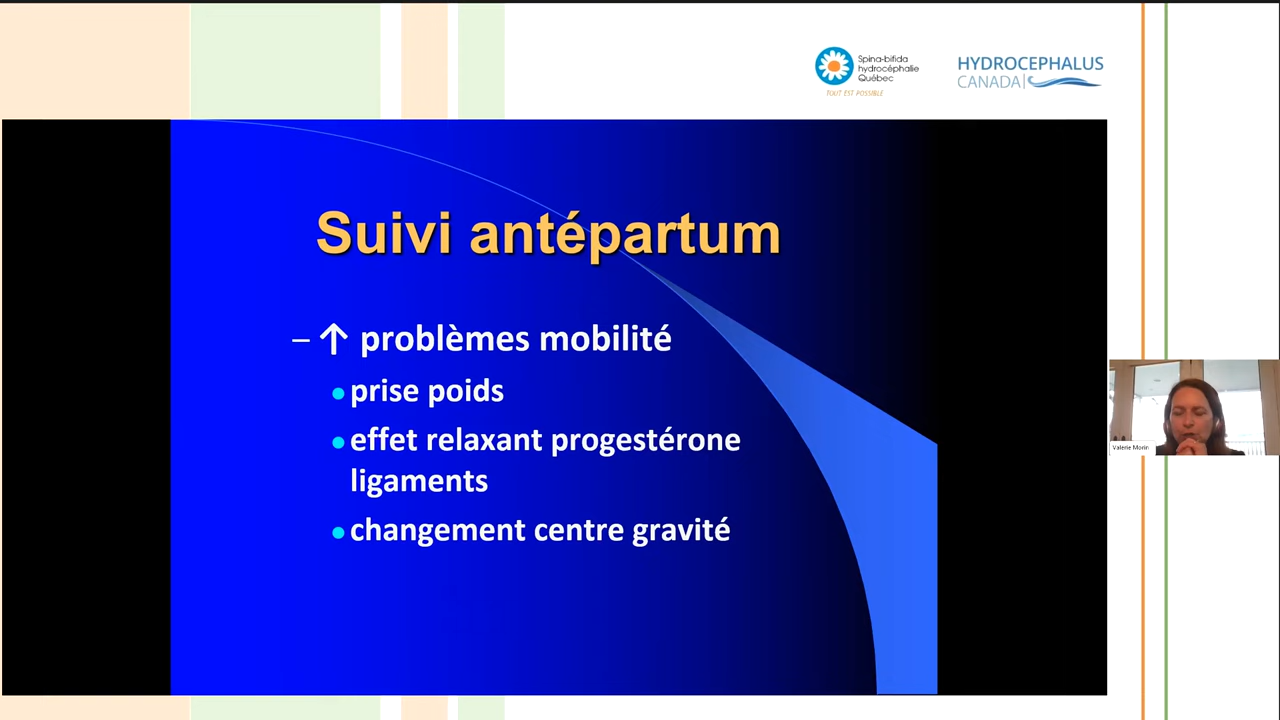 Spina-bifida
hydrocéphalie
Québec
TOUT EST POSSIBLE
HYDROCEPHALUS
CANADA
Suivi antépartum
– ↑ problèmes mobilité
● prise poids
● effet relaxant progestérone
ligaments
● changement centre gravité
Valérie Morin